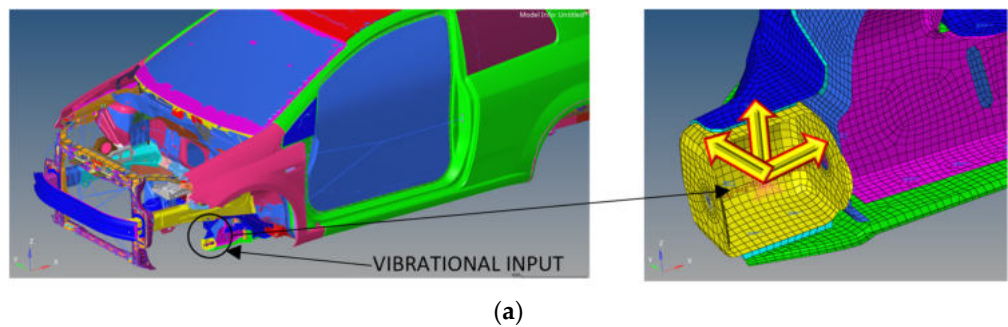 Model Info: Untitled*
VIBRATIONAL INPUT
Z
Y
X
Z
Y
X
(a)